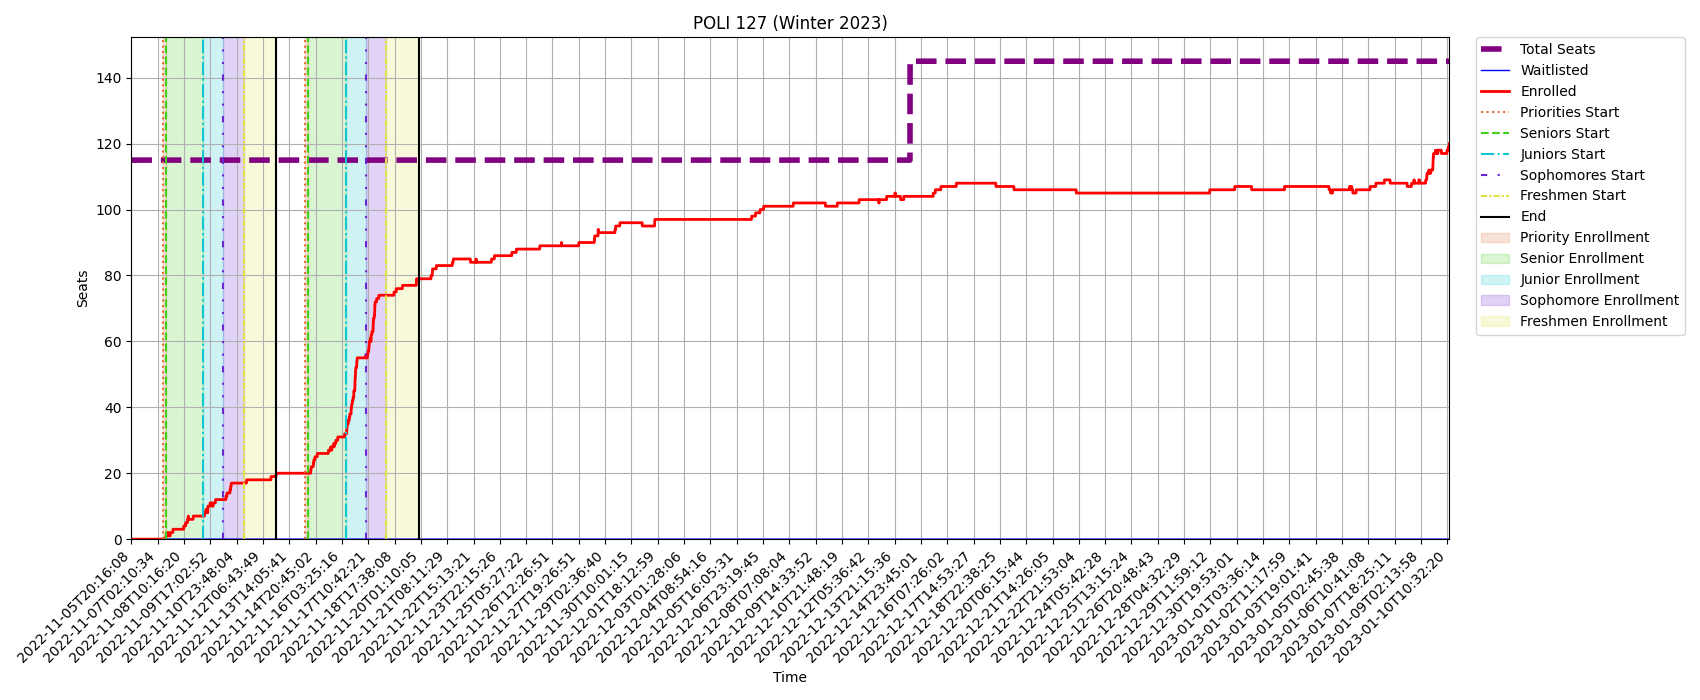 POLI 127 (Winter 2023)
Seats
140
120
100
80
60
40
20
0
2022-11-05T20:16:08
2022-11-07T02:10:34
2022-11-08T10:16:20
2022-11-09T17:02:52
2022-11-10T23:48:04
2022-11-12T06:43:49
2022-11-13T14:05:41
2022-11-14T20:45:02
2022-11-16T03:25:16
2022-11-17T10:42:21
2022-11-18T17:38:08
2022-11-20T01:10:05
2022-11-21T08:11:29
2022-11-22T15:13:21
2022-11-23T22:15:26
2022-11-25T05:27:22
2022-11-26T12:26:51
2022-11-27T19:26:51
2022-11-29T02:36:40
2022-11-30T10:01:15
2022-12-01T18:12:59
2022-12-03T01:28:06
2022-12-04T08:54:16
2022-12-05T16:05:31
2022-12-06T23:19:45
2022-12-08T07:08:04
2022-12-09T14:33:52
2022-12-10T21:48:19
2022-12-12T05:36:42
2022-12-13T21:15:36
2022-12-14T23:45:01
2022-12-16T07:26:02
2022-12-17T14:53:27
2022-12-18T22:38:25
2022-12-20T06:15:44
2022-12-21T14:26:05
2022-12-22T21:53:04
2022-12-24T05:42:28
2022-12-25T13:15:24
2022-12-26T20:48:43
2022-12-28T04:32:29
2022-12-29T11:59:12
2022-12-30T19:53:01
2023-01-01T03:36:14
2023-01-02T11:17:59
2023-01-03T19:01:41
2023-01-05T02:45:38
2023-01-06T10:41:08
2023-01-07T18:25:11
2023-01-09T02:13:58
2023-01-10T10:32:20
Time
Total Seats
Waitlisted
Enrolled
Priorities Start
Seniors Start
Juniors Start
Sophomores Start
Freshmen Start
End
Priority Enrollment
Senior Enrollment
Junior Enrollment
Sophomore Enrollment
Freshmen Enrollment